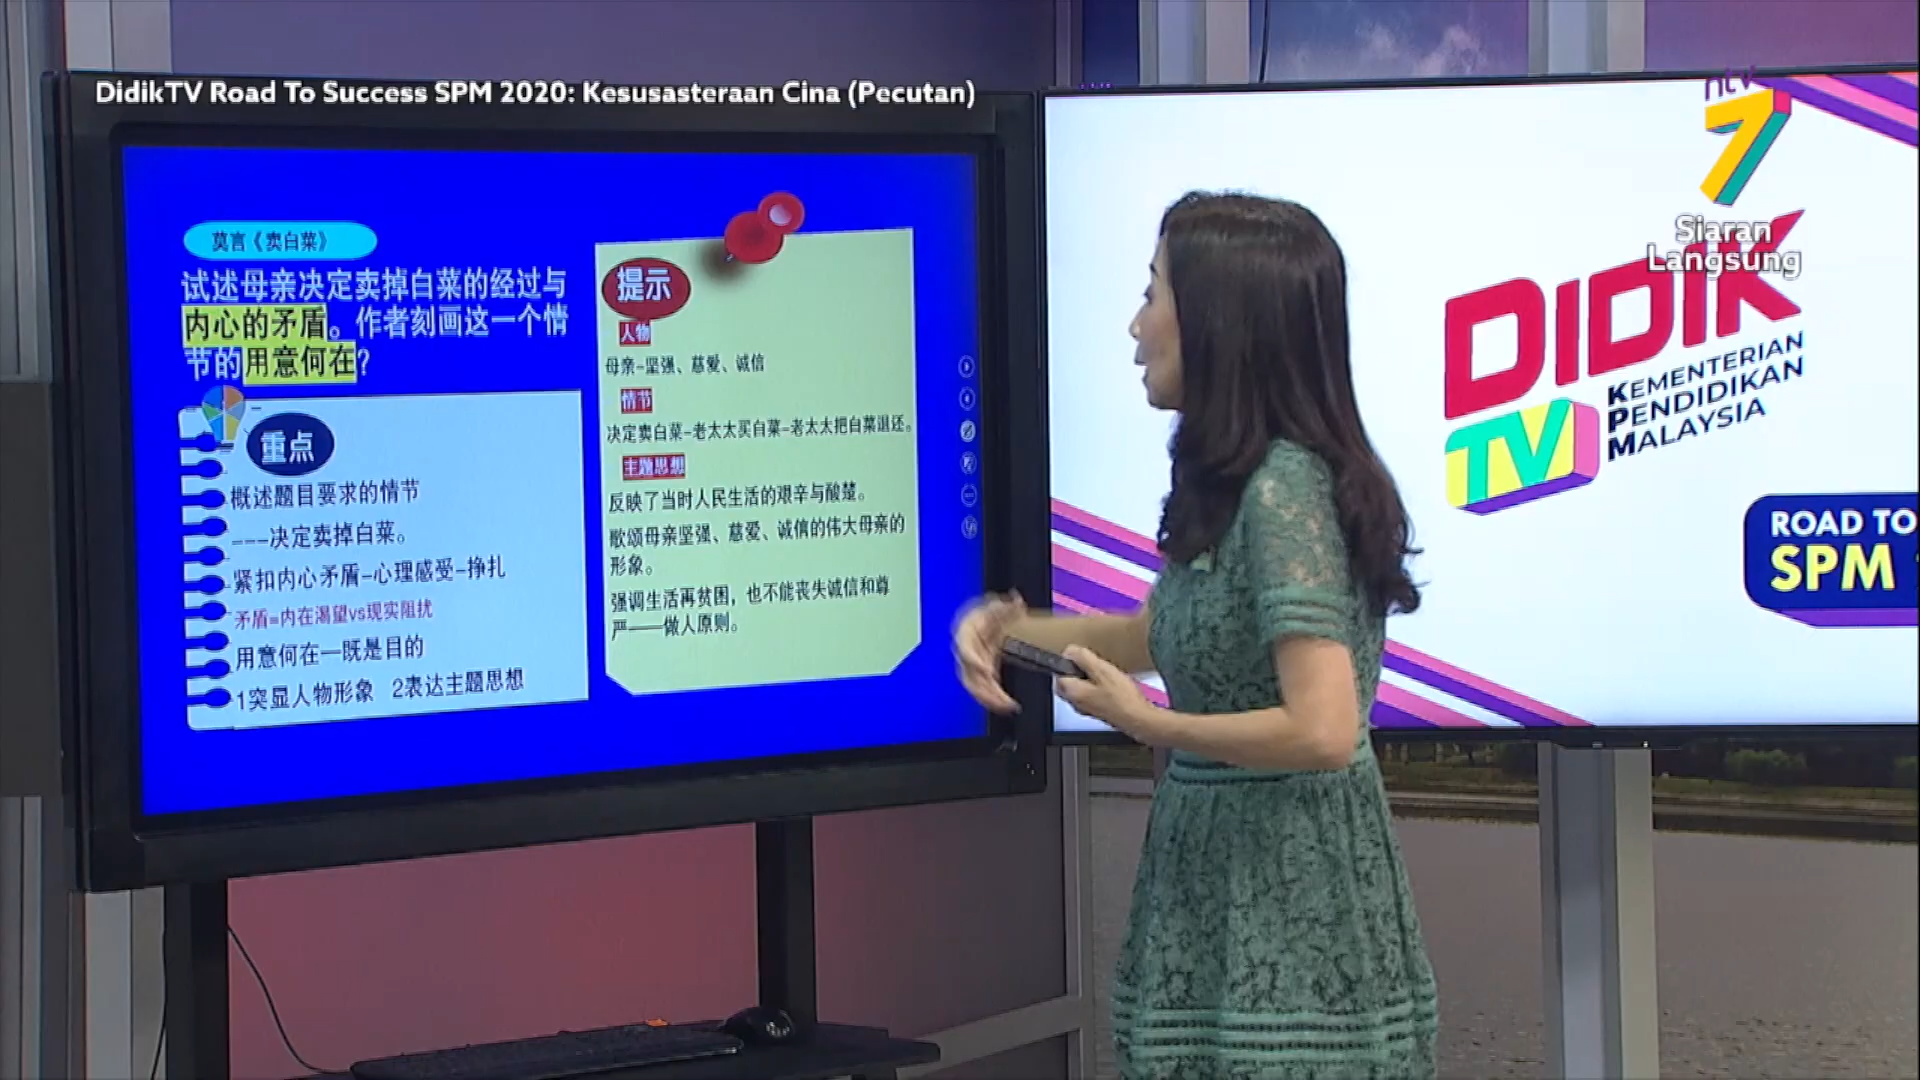 DidikTV Road To Success SPM 2020: Kesusasteraan Cina (Pecutan)
莫言《卖白菜》
试述母亲决定卖掉白菜的经过与
内心的矛盾。作者刻画这一个情
节的用意何在?
重点
概述题目要求的情节
---决定卖掉白菜。
紧扣内心矛盾-心理感受-挣扎
矛盾=内在渴望vs现实阻扰
用意何在—既是目的
1突显人物形象 2表达主题思想
提示
人物
母亲-坚强、慈爱、诚信
情节
决定卖白菜-老太太买自菜-老太太把白菜退还。
主题思想
反映了当时人民生活的艰辛与酸楚。
歌颂母亲坚强、慈爱、诚信的伟大母亲的
形象。
强调生活再贫困，也不能丧失诚信和尊
严——做人原则。
ntv
7
Siaran
Langsung
DIDIK
TV
KEMENTERIAN
PENDIDIKAN
MALAYSIA
ROAD TO
SPM